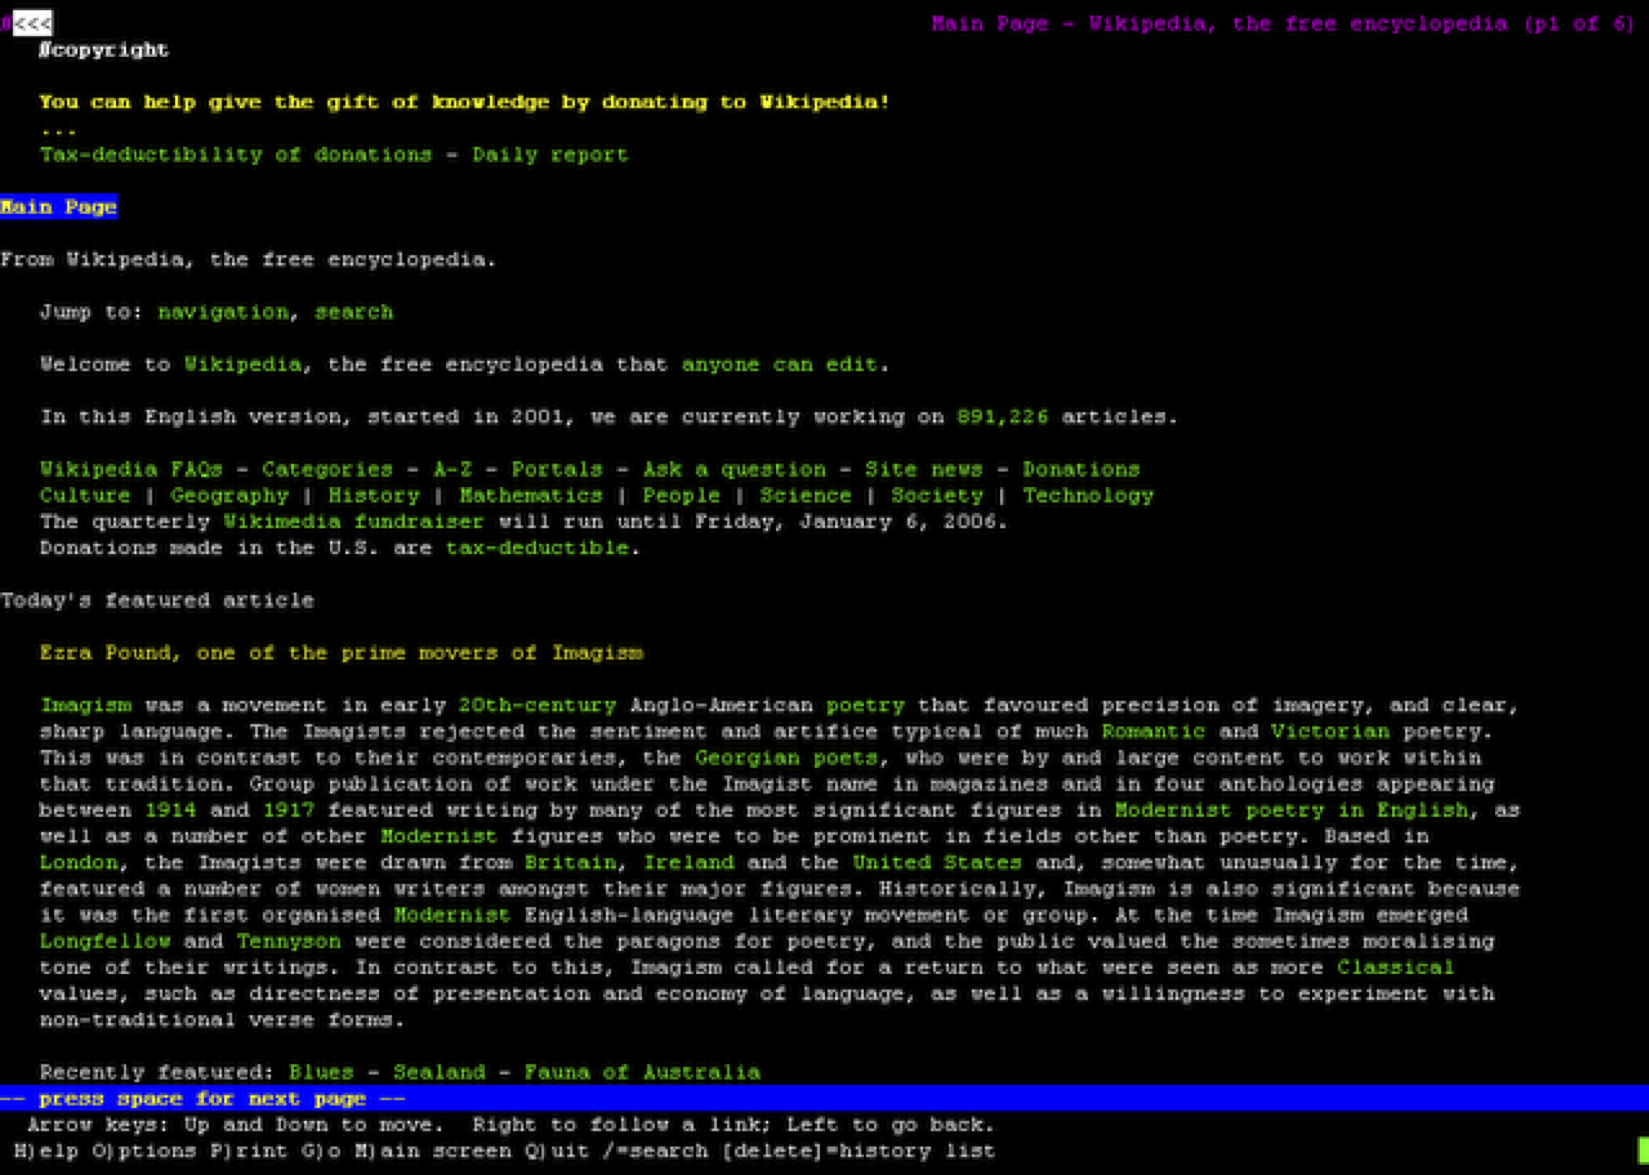 #<<< Main Page - Wikipedia, the free encyclopedia (p1 of 6)
#copyright
You can help give the gift of knowledge by donating to Wikipedia!
...
Tax-deductibility of donations - Daily report
Main Page
From Wikipedia, the free encyclopedia.
Jump to: navigation, search
Welcome to Wikipedia, the free encyclopedia that anyone can edit.
In this English version, started in 2001, we are currently working on 891,226 articles.
Wikipedia FAQs - Categories - A-Z - Portals - Ask a question - Site news - Donations
Culture | Geography | History | Mathematics | People | Science | Society | Technology
The quarterly Wikimedia fundraiser will run until Friday, January 6, 2006.
Donations made in the U.S. are tax-deductible.
Today's featured article
Ezra Pound, one of the prime movers of Imagism
Imagism was a movement in early 20th-century Anglo-American poetry that favoured precision of imagery, and clear,
sharp language. The Imagists rejected the sentiment and artifice typical of much Romantic and Victorian poetry.
This was in contrast to their contemporaries, the Georgian poets, who were by and large content to work within
that tradition. Group publication of work under the Imagist name in magazines and in four anthologies appearing
between 1914 and 1917 featured writing by many of the most significant figures in Modernist poetry in English, as
well as a number of other Modernist figures who were to be prominent in fields other than poetry. Based in
London, the Imagists were drawn from Britain, Ireland and the United States and, somewhat unusually for the time,
featured a number of women writers amongst their major figures. Historically, Imagism is also significant because
it was the first organised Modernist English-language literary movement or group. At the time Imagism emerged
Longfellow and Tennyson were considered the paragons for poetry, and the public valued the sometimes moralising
tone of their writings. In contrast to this, Imagism called for a return to what were seen as more Classical
values, such as directness of presentation and economy of language, as well as a willingness to experiment with
non-traditional verse forms.
Recently featured: Blues - Sealand - Fauna of Australia
-- press space for next page --
Arrow keys: Up and Down to move.  Right to follow a link; Left to go back.
H)elp O)ptions P)rint G)o M)ain screen Q)uit /=search [delete]=history list